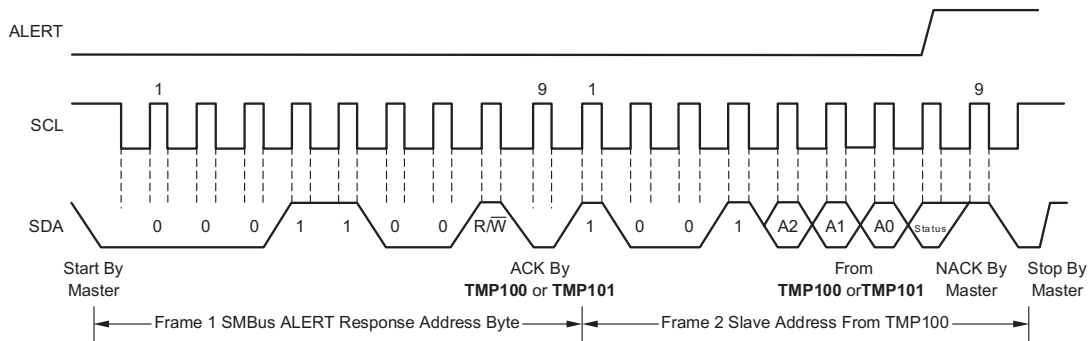 ALERT
1 9 1 9
SCL
SDA 0 0 0 1 1 0 0 R/W̅ 1 0 0 1 A2 A1 A0 Status
Start By Master
ACK By TMP100 or TMP101
From TMP100 orTMP101
NACK By Master
Stop By Master
Frame 1 SMBus ALERT Response Address Byte
Frame 2 Slave Address From TMP100